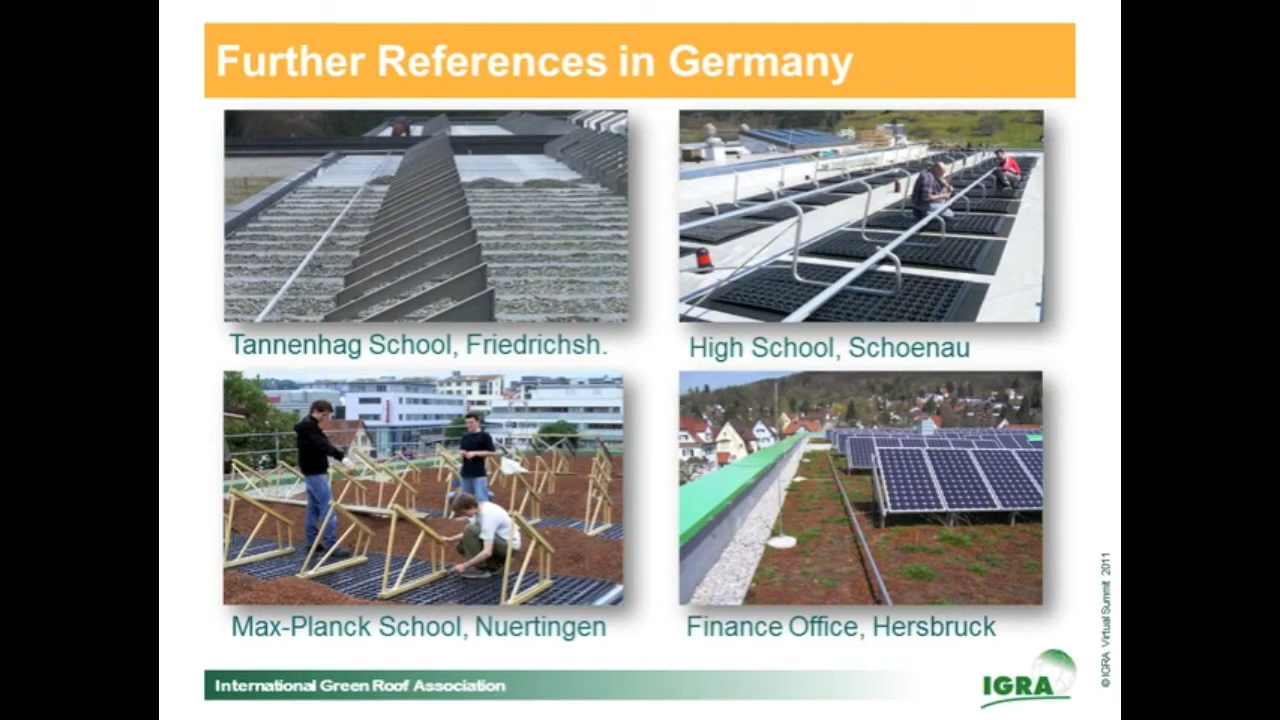 Further References in Germany
Tannenhag School, Friedrichsh.
High School, Schoenau
Max-Planck School, Nuertingen
Finance Office, Hersbruck
© IGRA Virtual Summit 2011
International Green Roof Association
IGRA